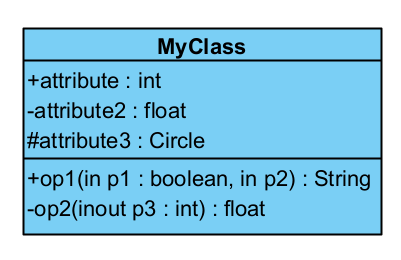 MyClass
+attribute : int
-attribute2 : float
#attribute3 : Circle
+op1(in p1 : boolean, in p2) : String
-op2(inout p3 : int) : float